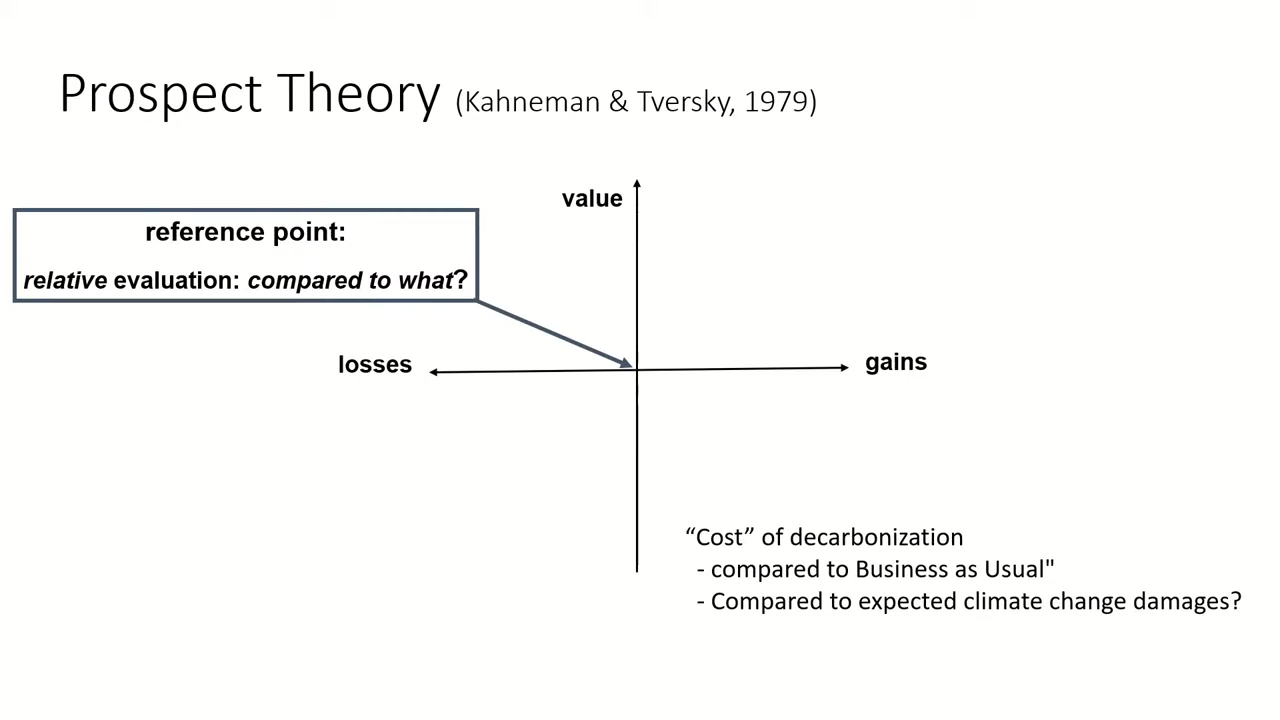 Prospect Theory (Kahneman & Tversky, 1979)
value
reference point:
relative evaluation: compared to what?
losses
gains
“Cost” of decarbonization
- compared to Business as Usual"
- Compared to expected climate change damages?